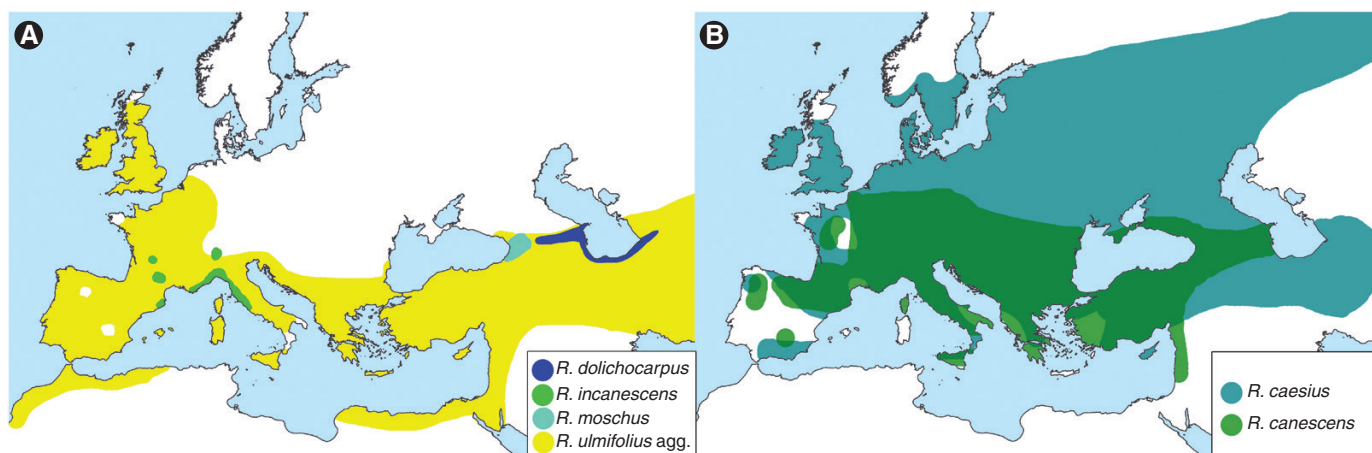 A
B
R. dolichocarpus
R. incanescens
R. moschus
R. ulmifolius agg.
R. caesius
R. canescens